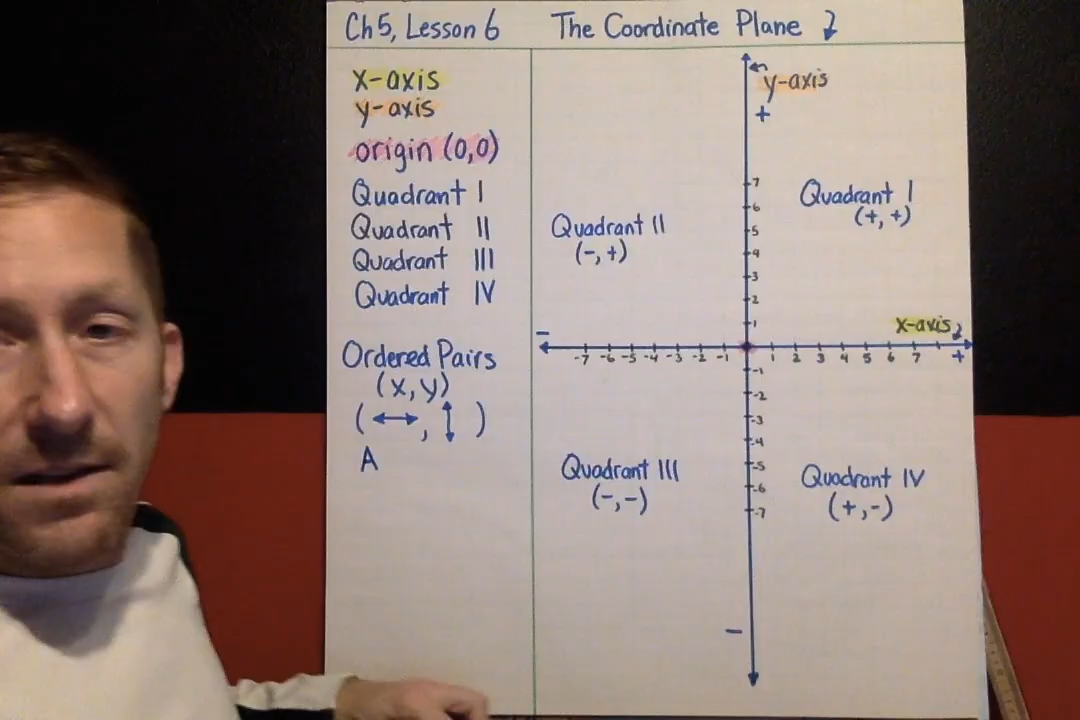 Ch 5, Lesson 6
The Coordinate Plane
x-axis
y-axis
origin (0,0)
Quadrant I
Quadrant II
Quadrant III
Quadrant IV
Ordered Pairs
(x, y)
(↔, ↕)
A
y-axis
+
7
6
5
4
3
2
1
Quadrant I
(+, +)
Quadrant II
(-, +)
x-axis
-
-7 -6 -5 -4 -3 -2 -1 1 2 3 4 5 6 7
+
-1
-2
-3
-4
-5
-6
-7
Quadrant III
(-, -)
Quadrant IV
(+, -)
-